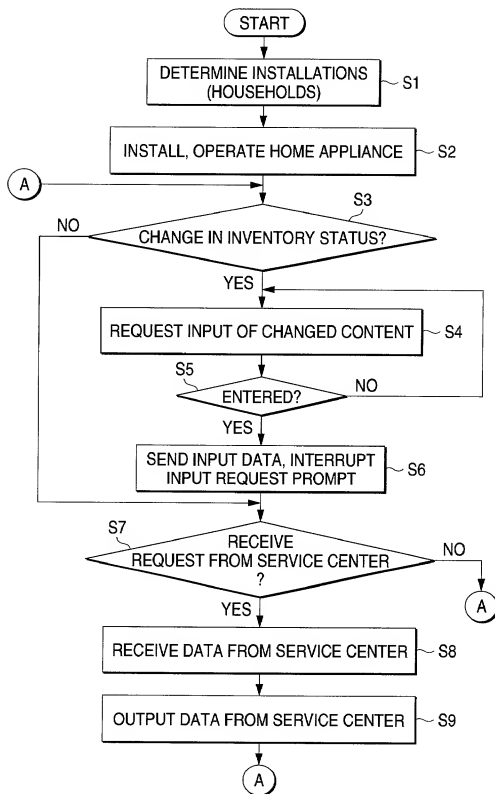 START
DETERMINE INSTALLATIONS
(HOUSEHOLDS)
S1
INSTALL, OPERATE HOME APPLIANCE
S2
A
S3
NO
CHANGE IN INVENTORY STATUS?
YES
REQUEST INPUT OF CHANGED CONTENT
S4
S5
ENTERED?
NO
YES
SEND INPUT DATA, INTERRUPT
INPUT REQUEST PROMPT
S6
S7
RECEIVE
REQUEST FROM SERVICE CENTER
?
NO
A
YES
RECEIVE DATA FROM SERVICE CENTER
S8
OUTPUT DATA FROM SERVICE CENTER
S9
A